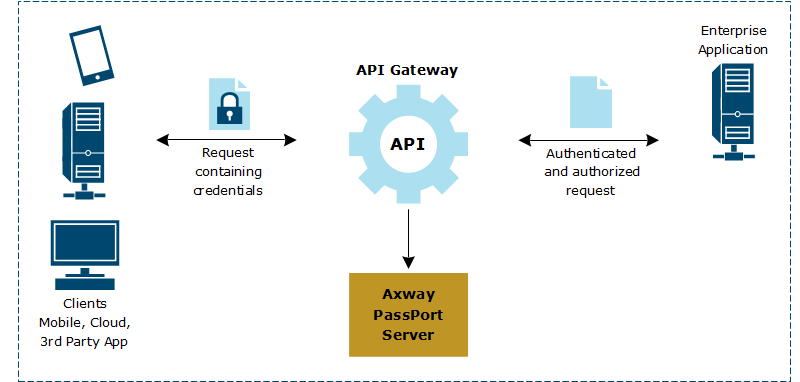 Enterprise
Application
API Gateway
API
Request
containing
credentials
Authenticated
and authorized
request
Axway
PassPort
Server
Clients
Mobile, Cloud,
3rd Party App